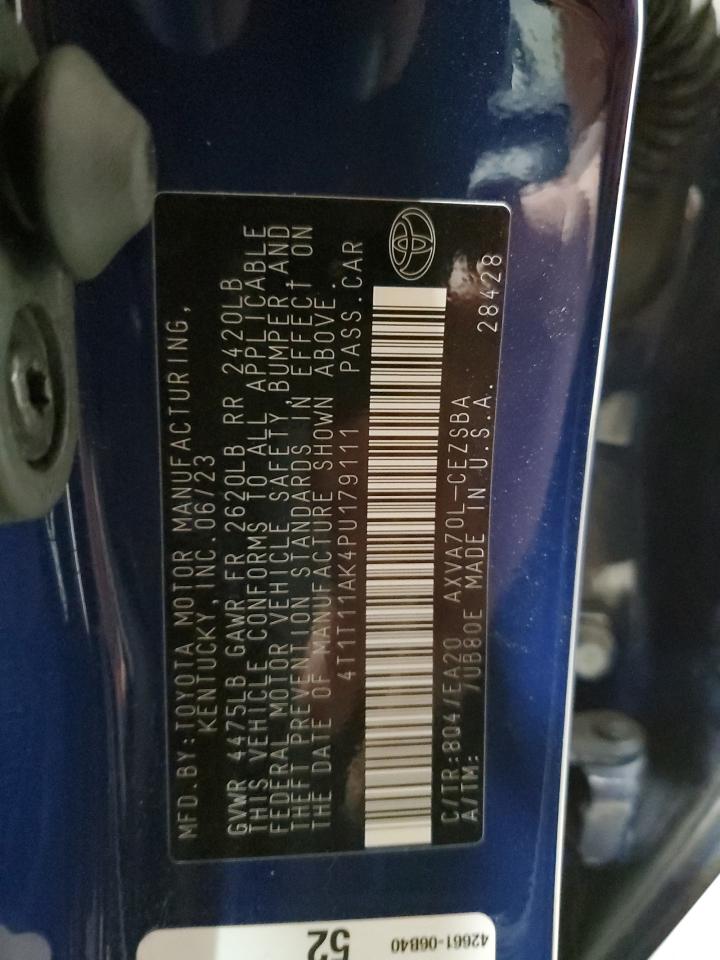 MFD.BY:TOYOTA MOTOR MANUFACTURING,
KENTUCKY,INC.06/23
GVWR 4475LB GAWR FR 2620LB RR 2420LB
THIS VEHICLE CONFORMS TO ALL APPLICABLE
FEDERAL MOTOR VEHICLE SAFETY,BUMPER AND
THEFT PREVENTION STANDARDS IN EFFECT ON
THE DATE OF MANUFACTURE SHOWN ABOVE.
4T1T11AK4PU179111 PASS.CAR
C/TR:8Q4/EA20 AXVA70L-CEZSBA
A/TM: /UB80E MADE IN U.S.A. 28428
52
42661-06B40